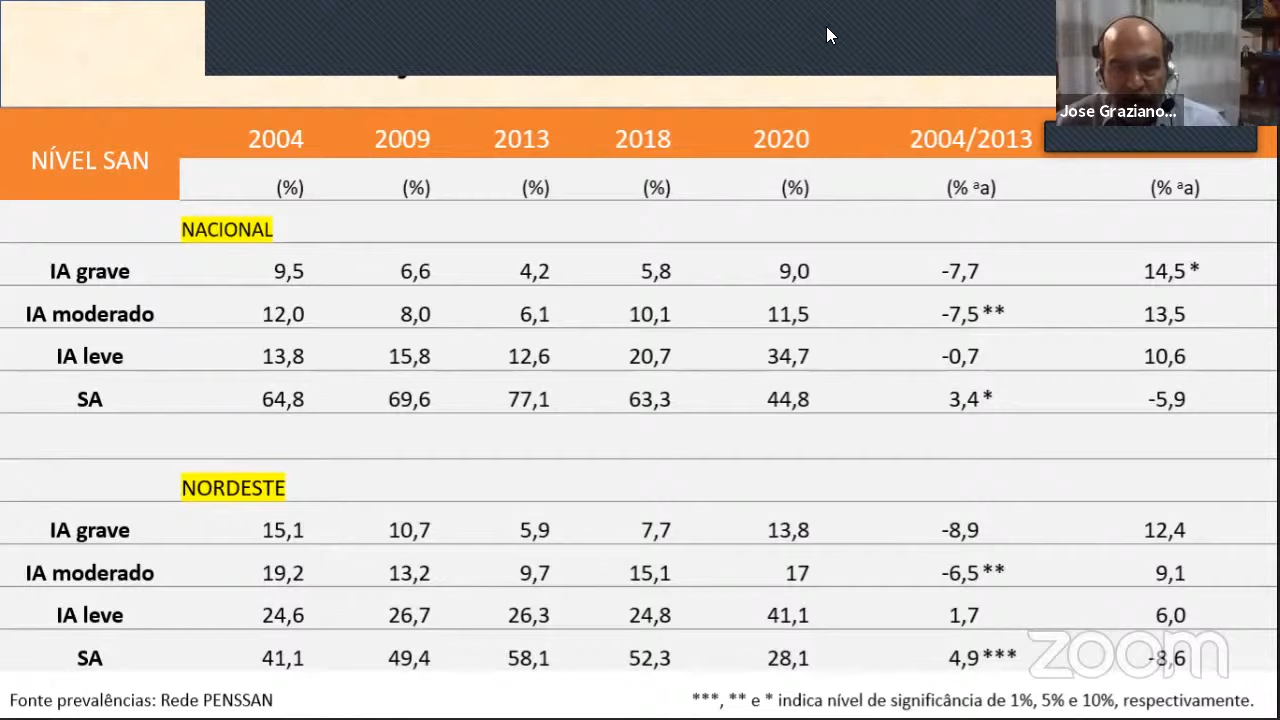 Jose Graziano...
NÍVEL SAN 2004 2009 2013 2018 2020 2004/2013
(%) (%) (%) (%) (%) (% ªa) (% ªa)
NACIONAL
IA grave 9,5 6,6 4,2 5,8 9,0 -7,7 14,5*
IA moderado 12,0 8,0 6,1 10,1 11,5 -7,5** 13,5
IA leve 13,8 15,8 12,6 20,7 34,7 -0,7 10,6
SA 64,8 69,6 77,1 63,3 44,8 3,4* -5,9
NORDESTE
IA grave 15,1 10,7 5,9 7,7 13,8 -8,9 12,4
IA moderado 19,2 13,2 9,7 15,1 17 -6,5** 9,1
IA leve 24,6 26,7 26,3 24,8 41,1 1,7 6,0
SA 41,1 49,4 58,1 52,3 28,1 4,9*** -8,6
zoom
Fonte prevalências: Rede PENSSAN ***, ** e * indica nível de significância de 1%, 5% e 10%, respectivamente.